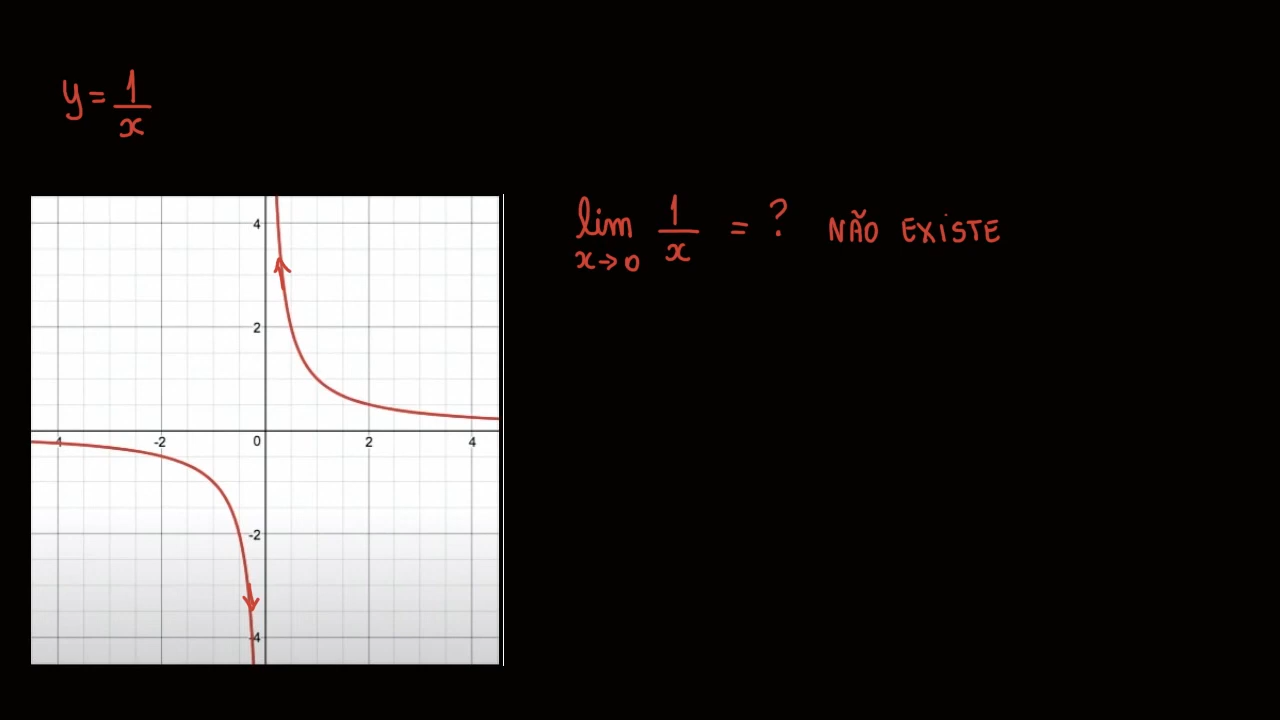 y = 1/x
lim x→0 1/x = ? NÃO EXISTE
4
2
-4 -2 0 2 4
-2
-4